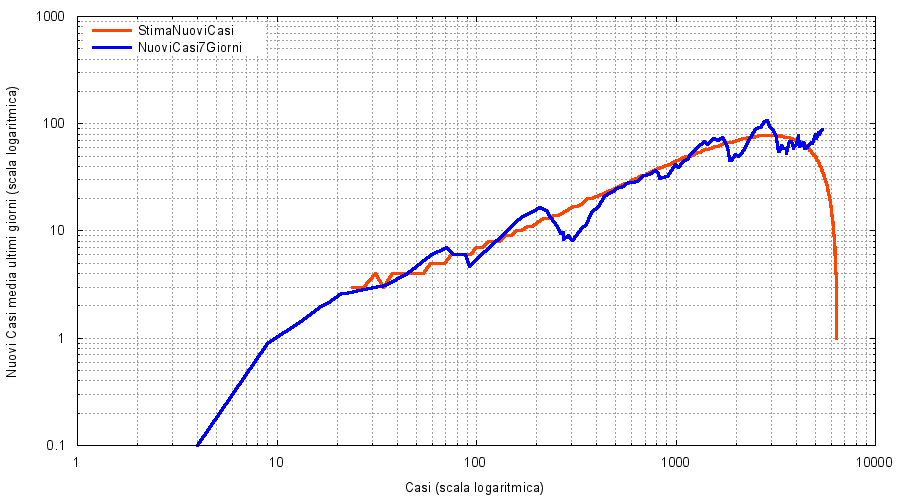 1000
100
10
1
0.1
Nuovi Casi media ultimi giorni (scala logaritmica)
StimaNuoviCasi
NuoviCasi7Giorni
1 10 100 1000 10000
Casi (scala logaritmica)